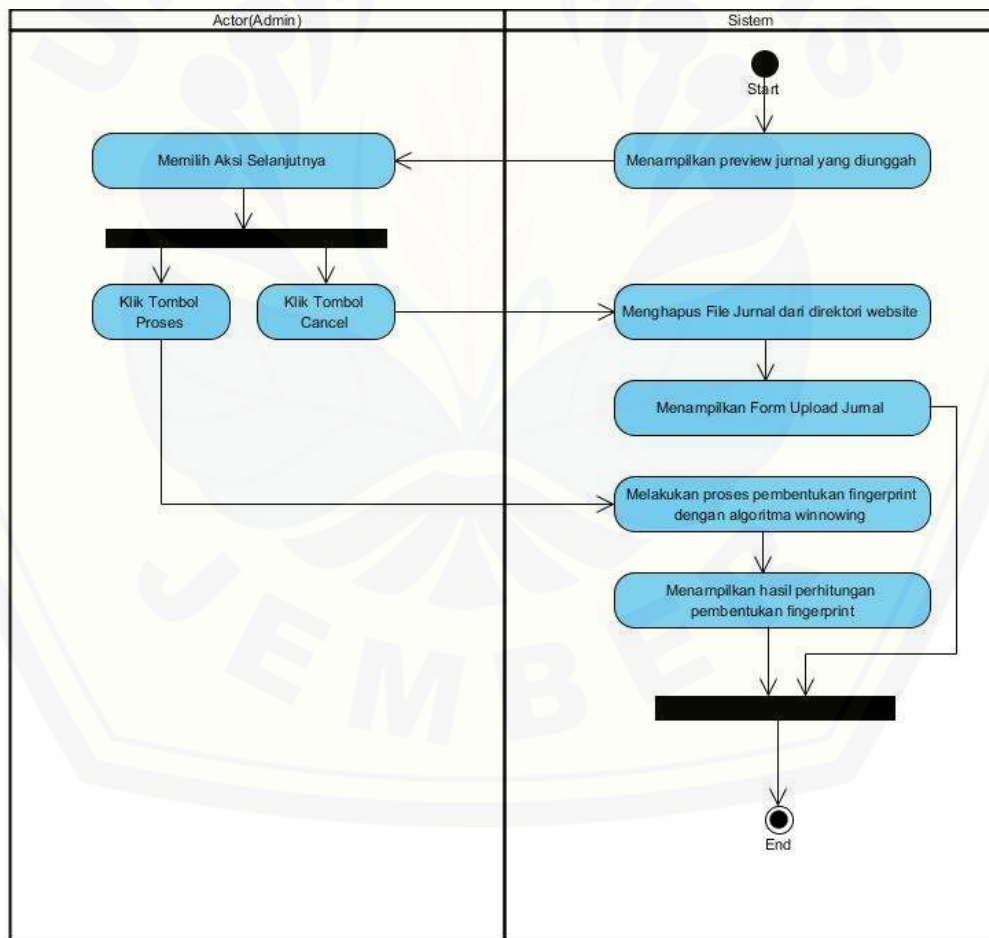 Actor(Admin)
Sistem
Start
Memilih Aksi Selanjutnya
Menampilkan preview jurnal yang diunggah
Klik Tombol
Proses
Klik Tombol
Cancel
Menghapus File Jurnal dari direktori website
Menampilkan Form Upload Jurnal
Melakukan proses pembentukan fingerprint
dengan algoritma winnowing
Menampilkan hasil perhitungan
pembentukan fingerprint
JEMBER
End